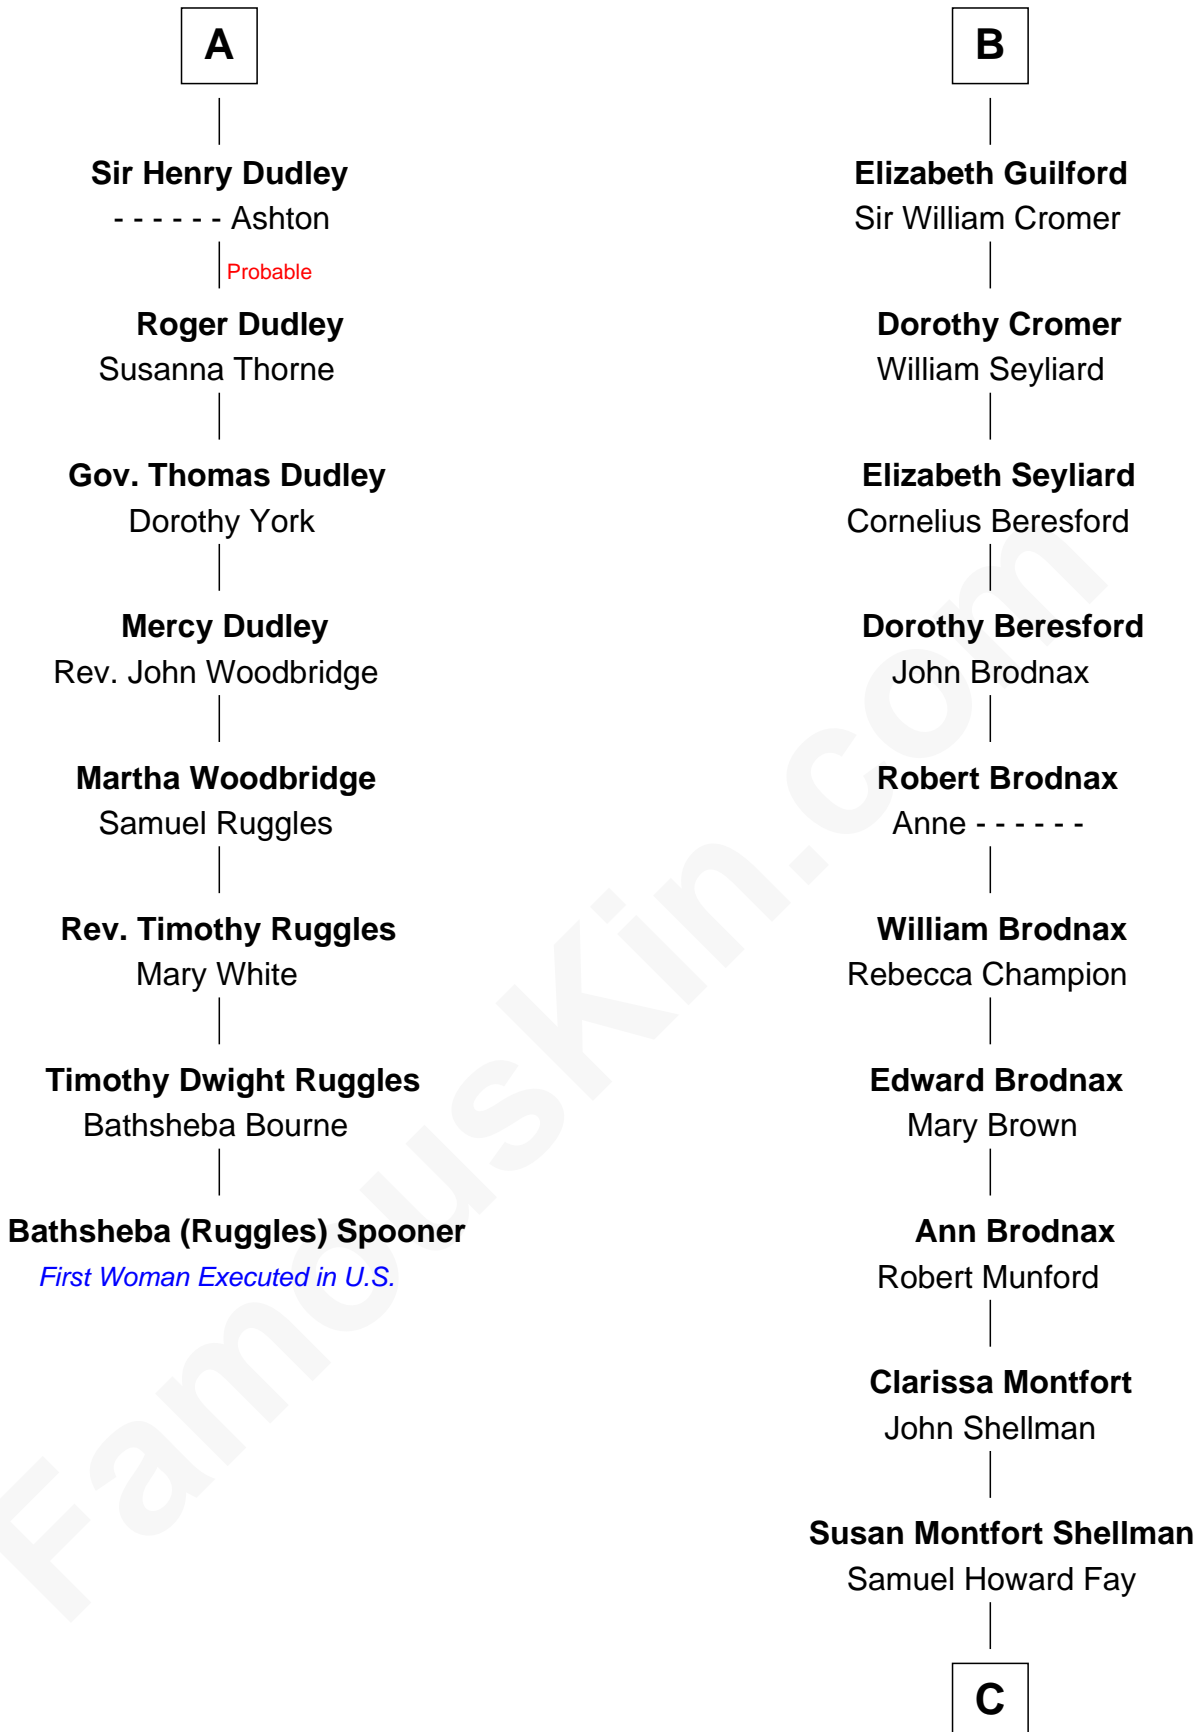 A
Sir Henry Dudley
- - - - - - Ashton
Probable
Roger Dudley
Susanna Thorne
Gov. Thomas Dudley
Dorothy York
Mercy Dudley
Rev. John Woodbridge
Martha Woodbridge
Samuel Ruggles
Rev. Timothy Ruggles
Mary White
Timothy Dwight Ruggles
Bathsheba Bourne
Bathsheba (Ruggles) Spooner
First Woman Executed in U.S.
B
Elizabeth Guilford
Sir William Cromer
Dorothy Cromer
William Seyliard
Elizabeth Seyliard
Cornelius Beresford
Dorothy Beresford
John Brodnax
Robert Brodnax
Anne - - - - - -
William Brodnax
Rebecca Champion
Edward Brodnax
Mary Brown
Ann Brodnax
Robert Munford
Clarissa Montfort
John Shellman
Susan Montfort Shellman
Samuel Howard Fay
C
FamousKin.com